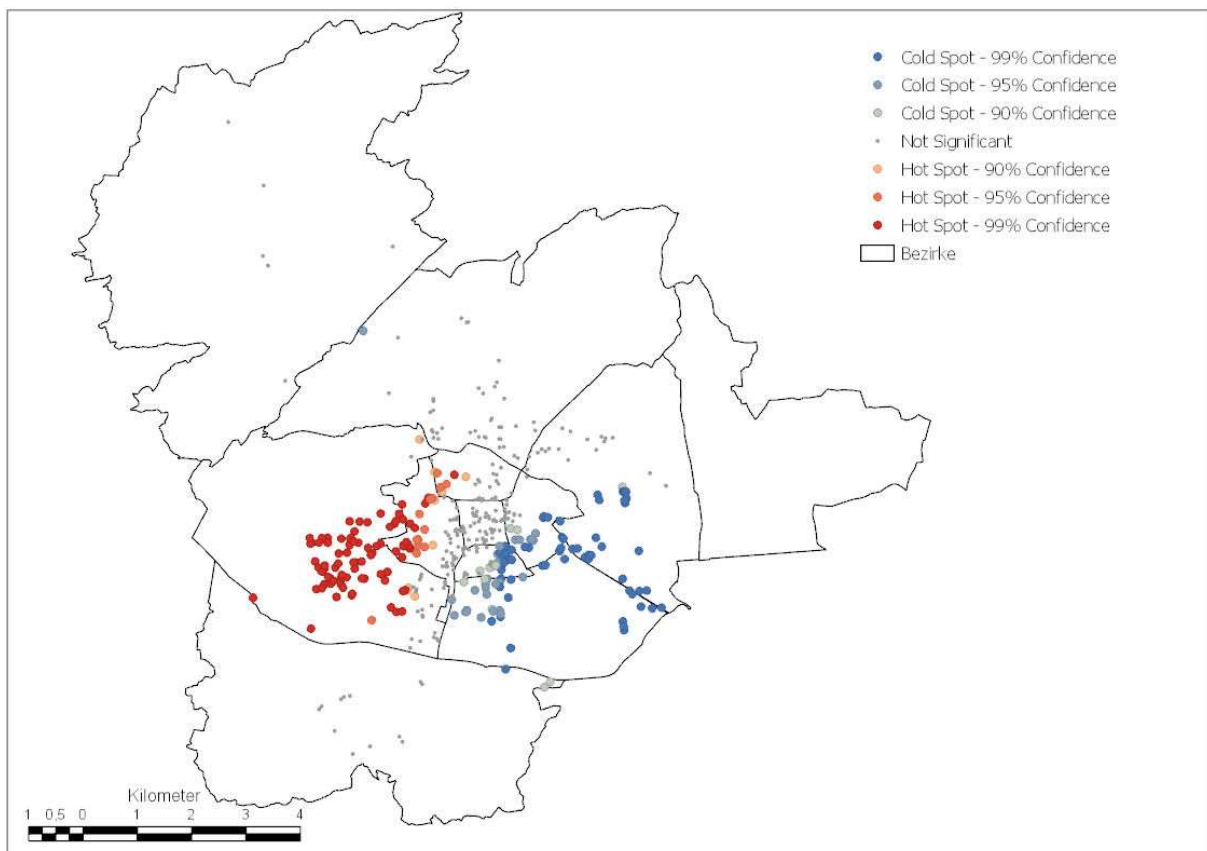 Cold Spot - 99% Confidence
Cold Spot - 95% Confidence
Cold Spot - 90% Confidence
Not Significant
Hot Spot - 90% Confidence
Hot Spot - 95% Confidence
Hot Spot - 99% Confidence
Bezirke
Kilometer
1 0,5 0 1 2 3 4